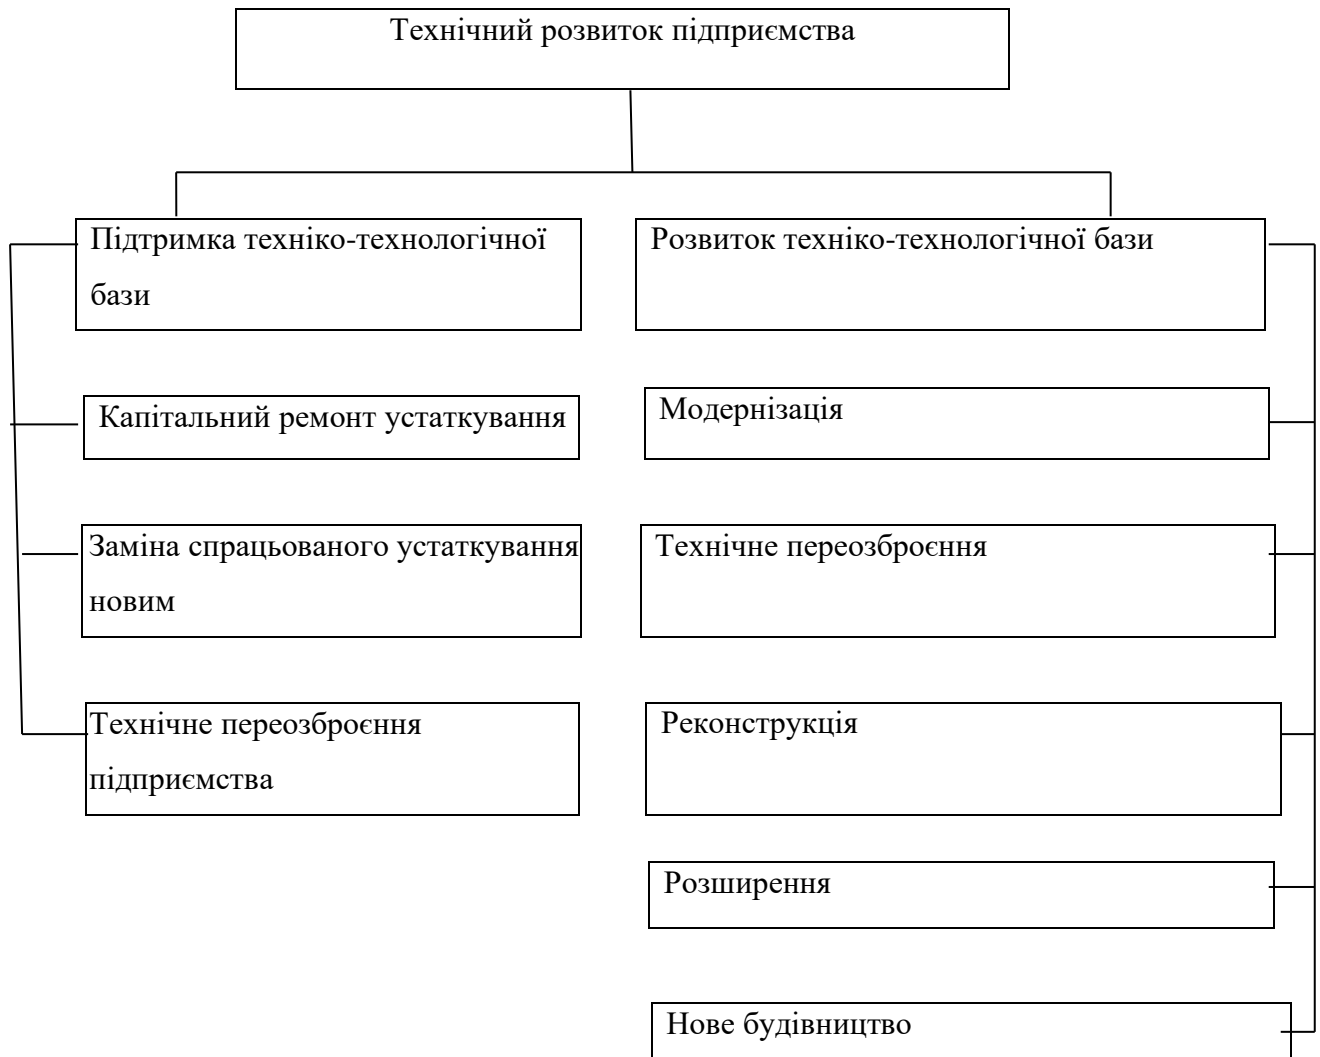 Технічний розвиток підприємства
Підтримка техніко-технологічної
бази
Розвиток техніко-технологічної бази
Капітальний ремонт устаткування
Модернізація
Заміна спрацьованого устаткування
новим
Технічне переозброєння
Технічне переозброєння
підприємства
Реконструкція
Розширення
Нове будівництво